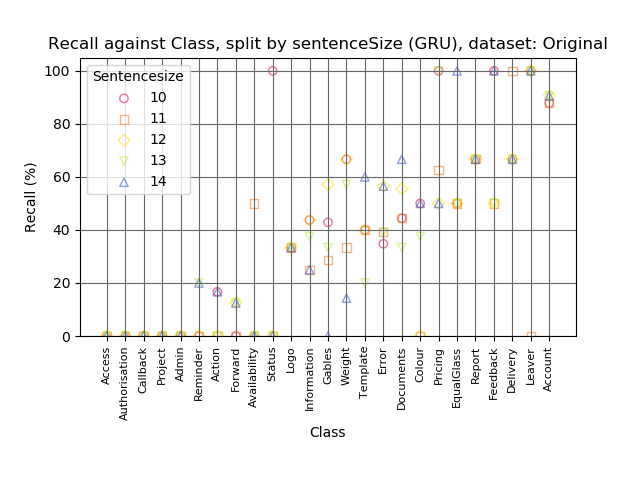 Recall against Class, split by sentenceSize (GRU), dataset: Original
Sentencesize
10
11
12
13
14
Recall (%)
100
80
60
40
20
0
Access
Authorisation
Callback
Project
Admin
Reminder
Action
Forward
Availability
Status
Logo
Information
Gables
Weight
Template
Error
Documents
Colour
Pricing
EqualGlass
Report
Feedback
Delivery
Leaver
Account
Class